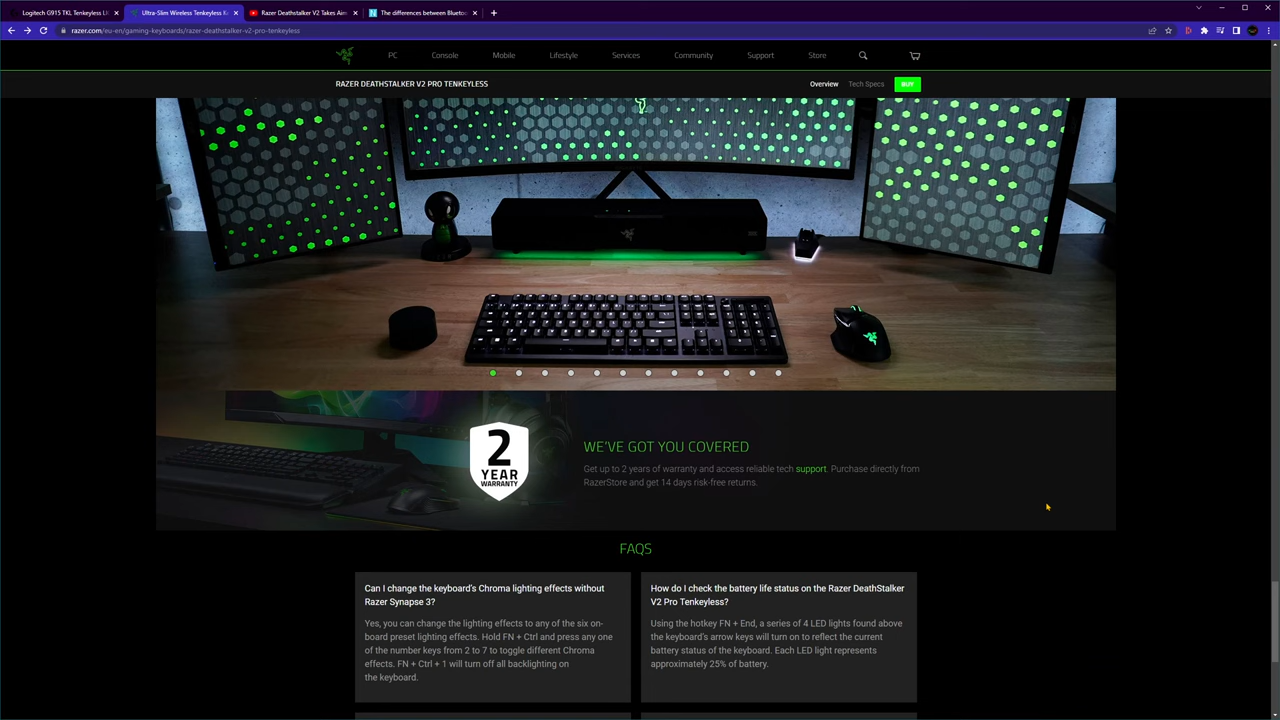 Logitech G915 TKL Tenkeyless LI
Ultra-Slim Wireless Tenkeyless K
Razer Deathstalker V2 Takes Aim
The differences between Bluetoo
razer.com/eu-en/gaming-keyboards/razer-deathstalker-v2-pro-tenkeyless
PC Console Mobile Lifestyle Services Community Support Store
RAZER DEATHSTALKER V2 PRO TENKEYLESS
Overview Tech Specs BUY
2
YEAR
WARRANTY
WE'VE GOT YOU COVERED
Get up to 2 years of warranty and access reliable tech support. Purchase directly from
RazerStore and get 14 days risk-free returns.
FAQS
Can I change the keyboard's Chroma lighting effects without
Razer Synapse 3?
Yes, you can change the lighting effects to any of the six on-
board preset lighting effects. Hold FN + Ctrl and press any one
of the number keys from 2 to 7 to toggle different Chroma
effects. FN + Ctrl + 1 will turn off all backlighting on
the keyboard.
How do I check the battery life status on the Razer DeathStalker
V2 Pro Tenkeyless?
Using the hotkey FN + End, a series of 4 LED lights found above
the keyboard's arrow keys will turn on to reflect the current
battery status of the keyboard. Each LED light represents
approximately 25% of battery.